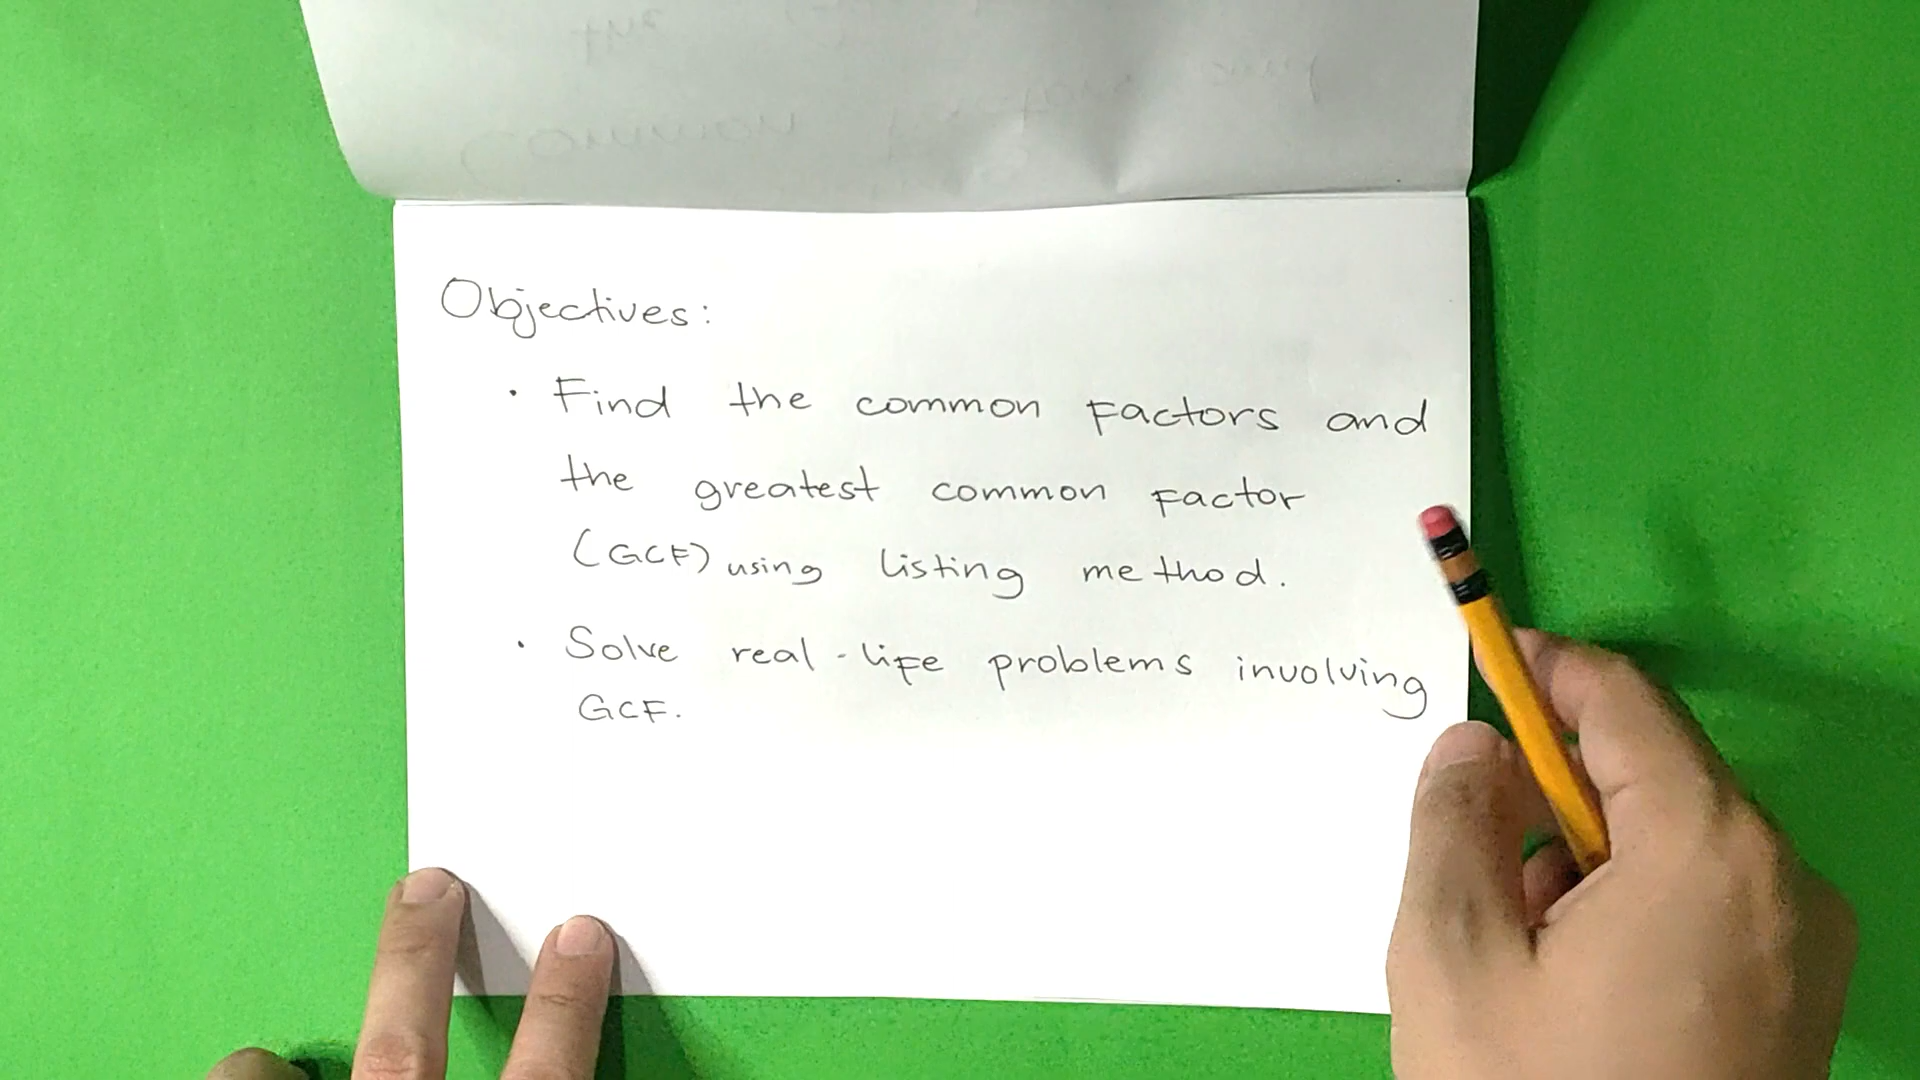 Objectives:
· Find the common factors and
the greatest common factor
(GCF) using listing method.
· Solve real-life problems involving
GCF.